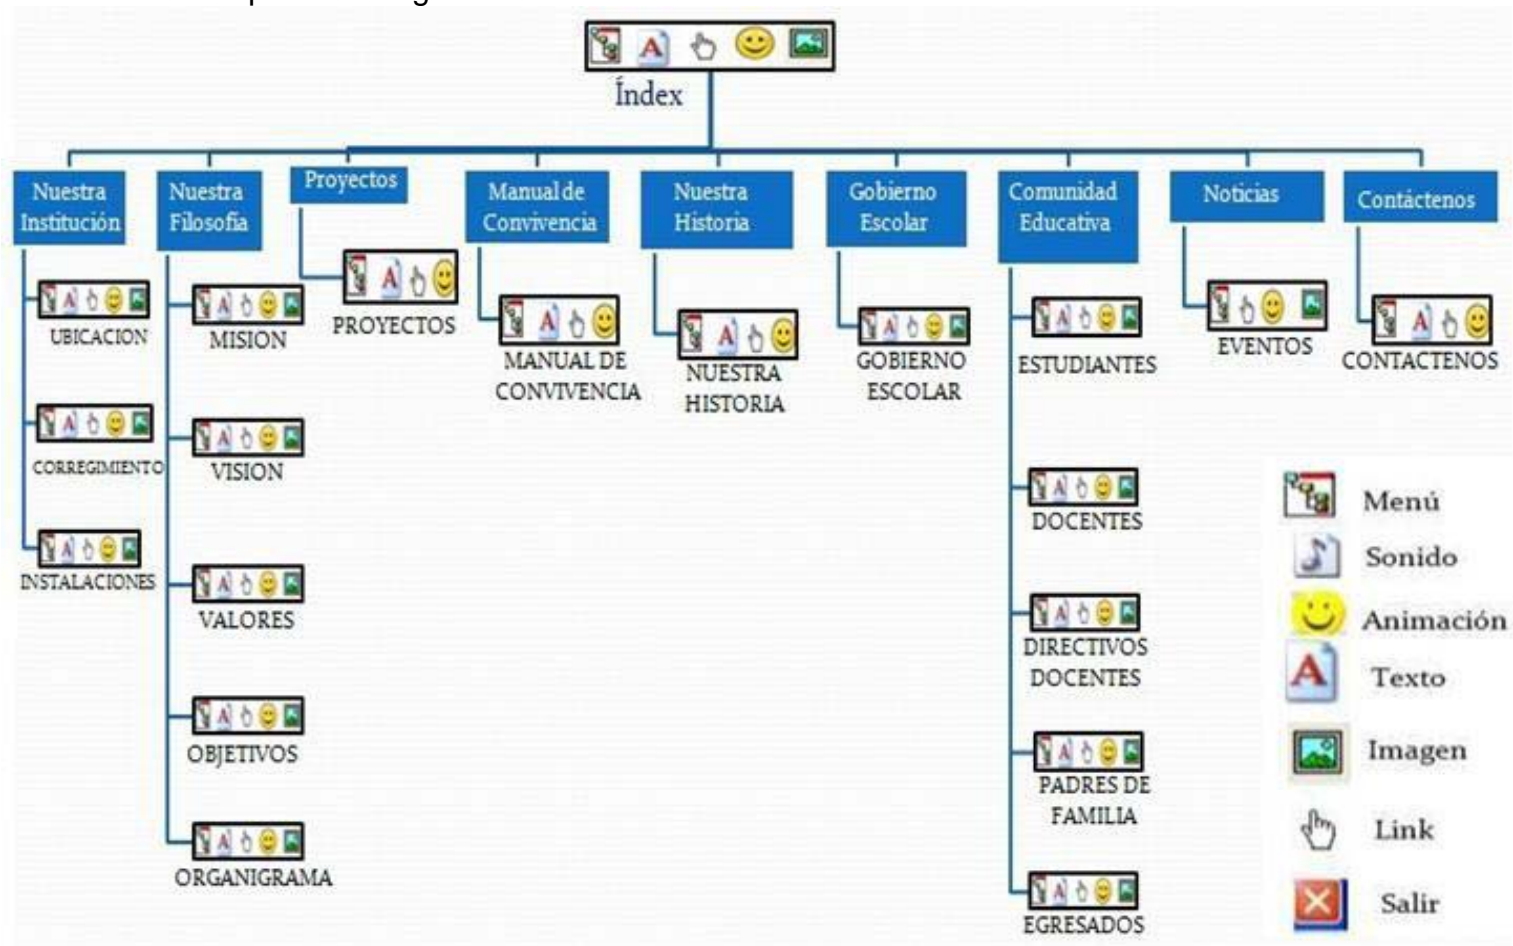 Índex
Nuestra
Institución
Nuestra
Filosofía
Proyectos
Manual de
Convivencia
Nuestra
Historia
Gobierno
Escolar
Comunidad
Educativa
Noticias
Contáctenos
UBICACION
CORREGIMIENTO
INSTALACIONES
MISION
VISION
VALORES
OBJETIVOS
ORGANIGRAMA
PROYECTOS
MANUAL DE
CONVIVENCIA
NUESTRA
HISTORIA
GOBIERNO
ESCOLAR
ESTUDIANTES
DOCENTES
DIRECTIVOS
DOCENTES
PADRES DE
FAMILIA
EGRESADOS
EVENTOS
CONTACTENOS
Menú
Sonido
Animación
Texto
Imagen
Link
Salir